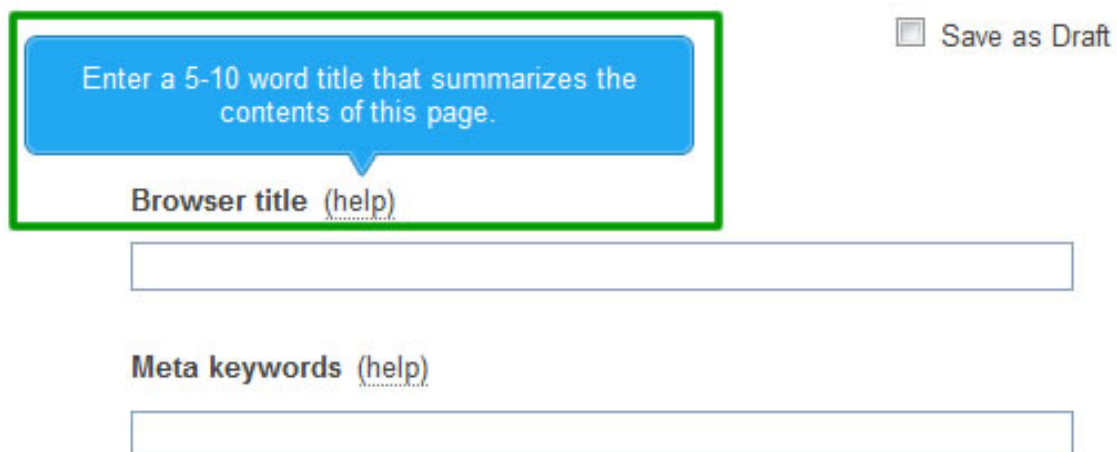 Save as Draft
Enter a 5-10 word title that summarizes the
contents of this page.
Browser title (help)
Meta keywords (help)